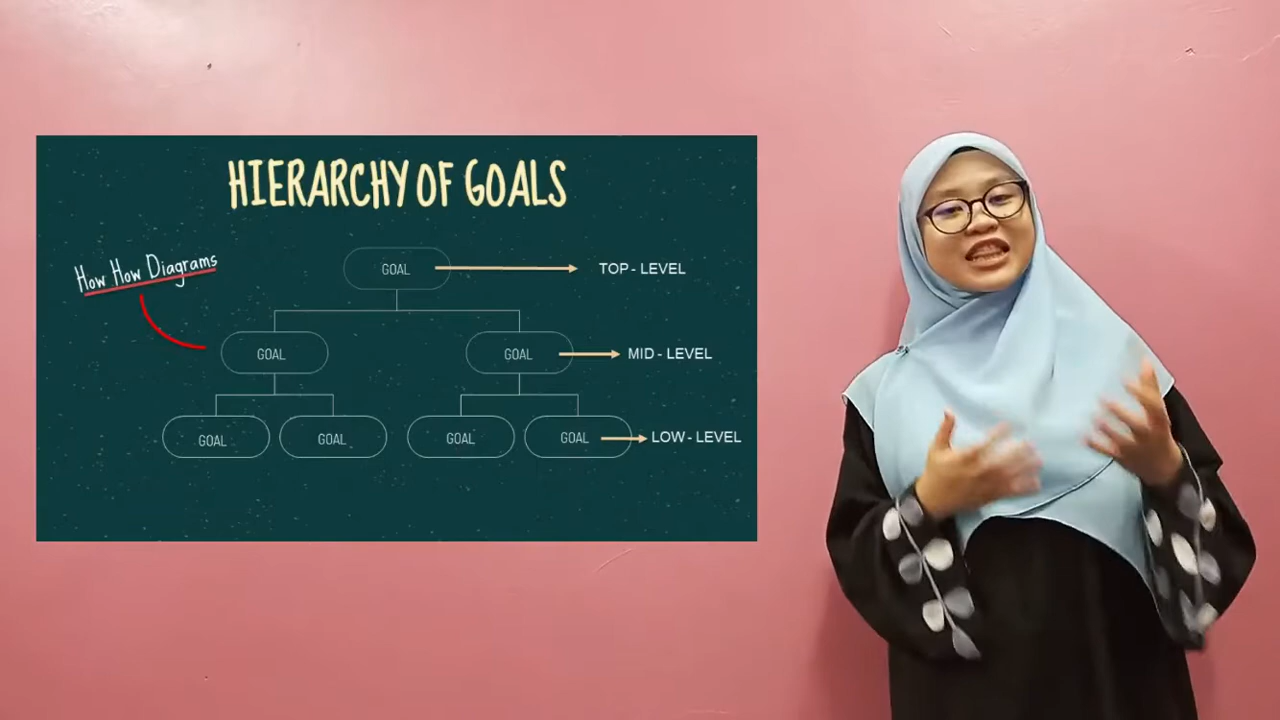 HIERARCHY OF GOALS
How How Diagrams
GOAL
TOP - LEVEL
GOAL
GOAL
MID - LEVEL
GOAL
GOAL
GOAL
GOAL
LOW - LEVEL